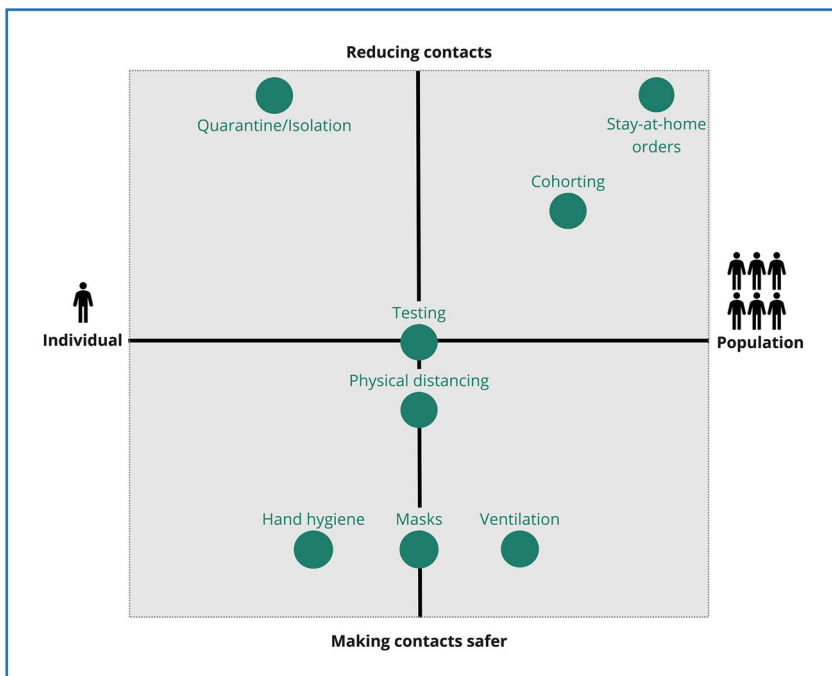 Reducing contacts
Quarantine/Isolation
Stay-at-home
orders
Cohorting
Testing
Individual
Population
Physical distancing
Hand hygiene
Masks
Ventilation
Making contacts safer